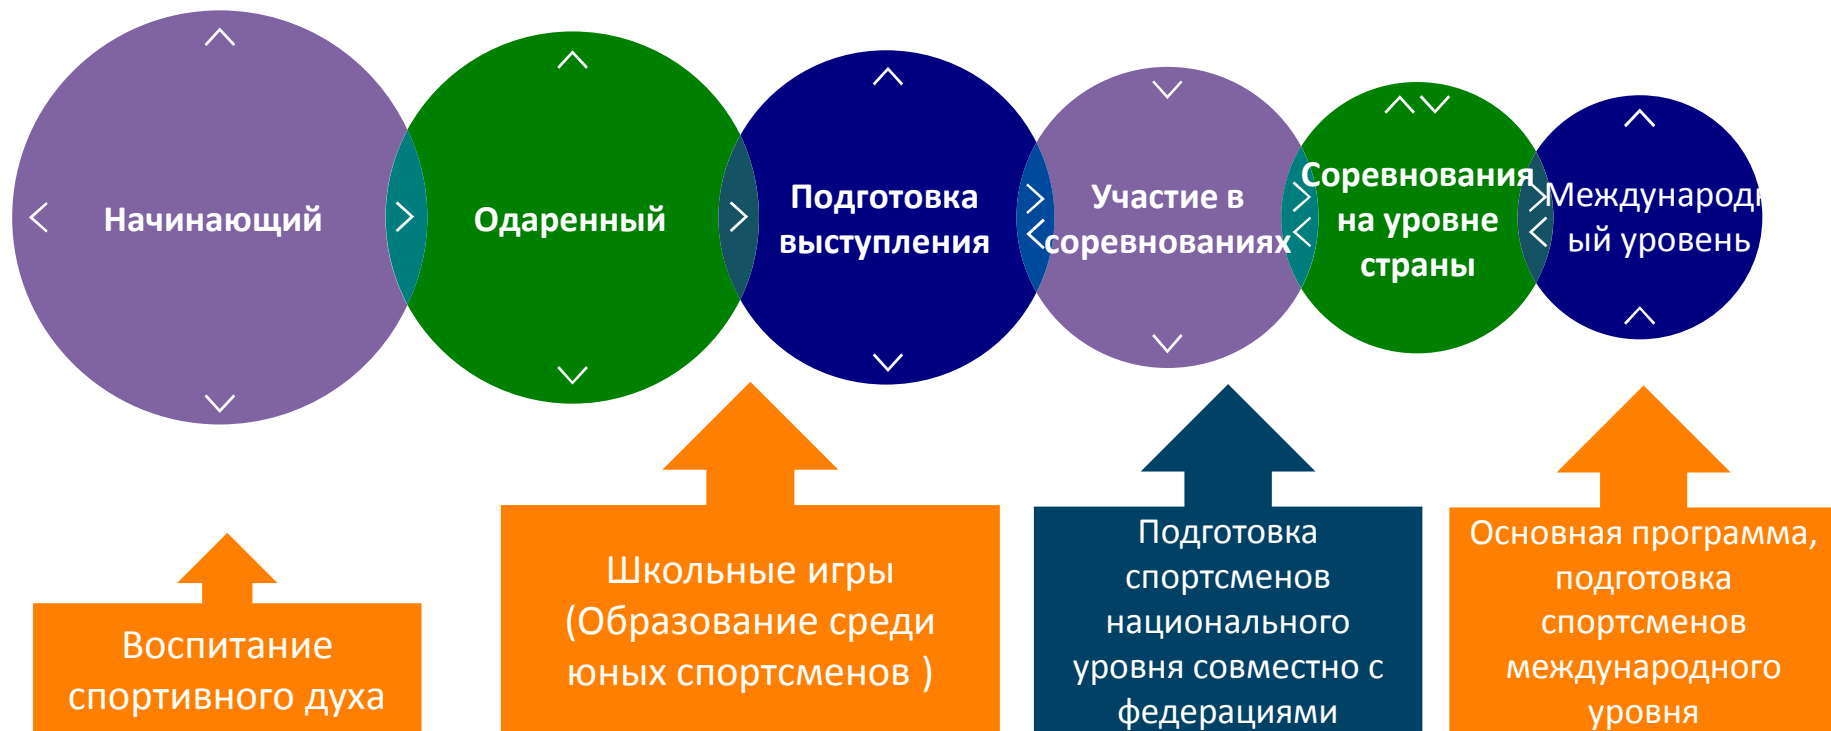 Начинающий
Одаренный
Подготовка
выступления
Участие в
соревнованиях
Соревнования
на уровне
страны
Международн
ый уровень
Воспитание
спортивного духа
Школьные игры
(Образование среди
юных спортсменов )
Подготовка
спортсменов
национального
уровня совместно с
федерациями
Основная программа,
подготовка
спортсменов
международного
уровня